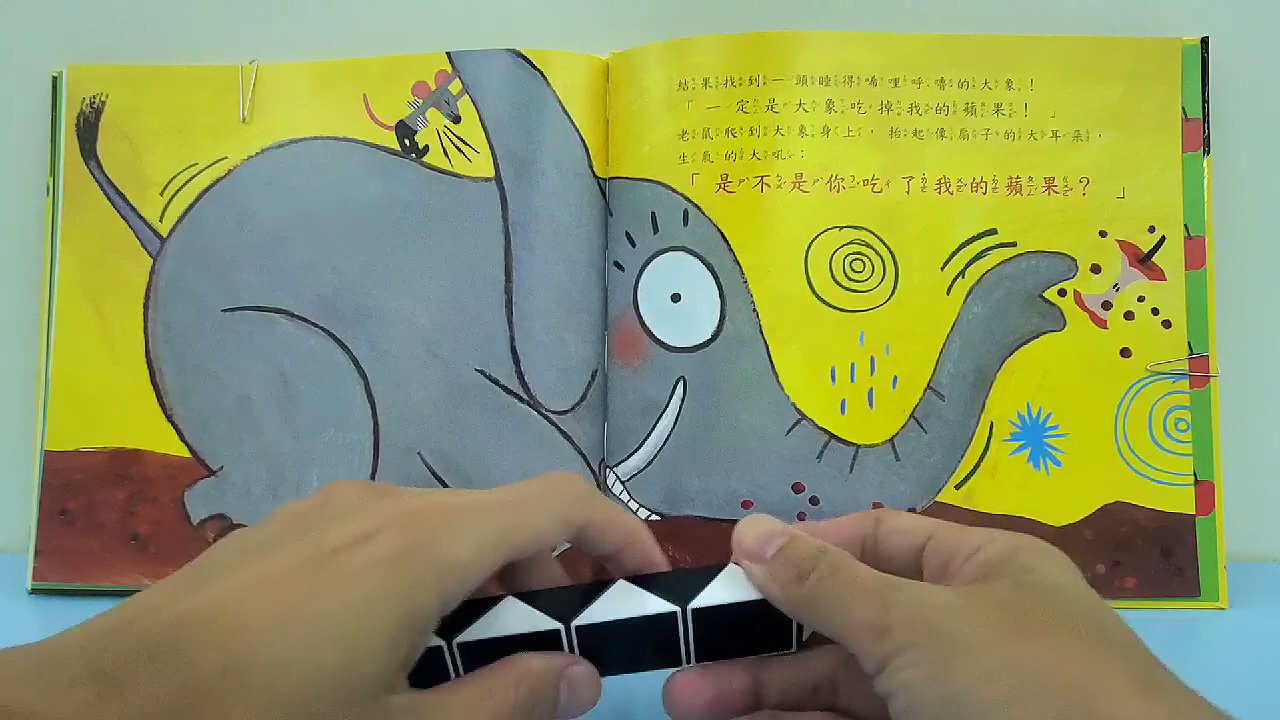 結果找到一頭睡得唏哩呼嚕的大象！
「一定是大象吃掉我的蘋果！」
老鼠爬到大象身上，抬起像扇子的大耳朵，
生氣的大吼：
「是不是你吃了我的蘋果？」